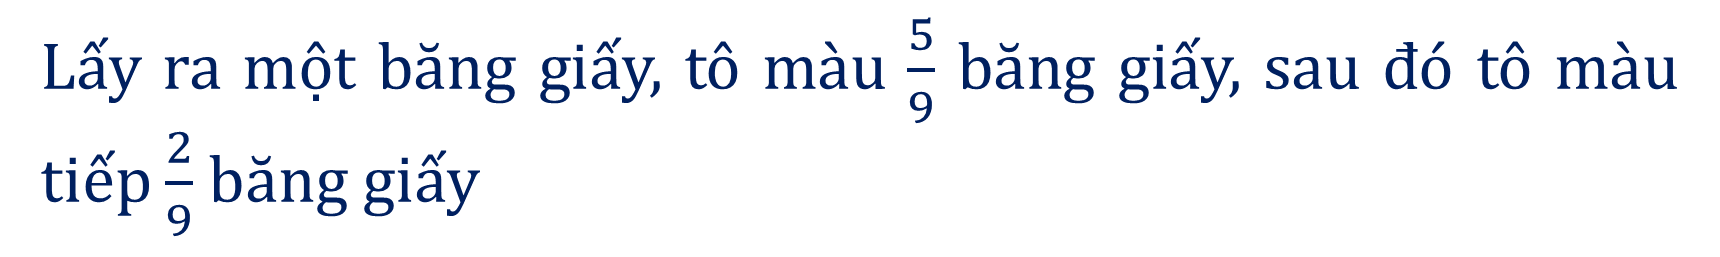 Lấy ra một băng giấy, tô màu 5/9 băng giấy, sau đó tô màu
tiếp 2/9 băng giấy